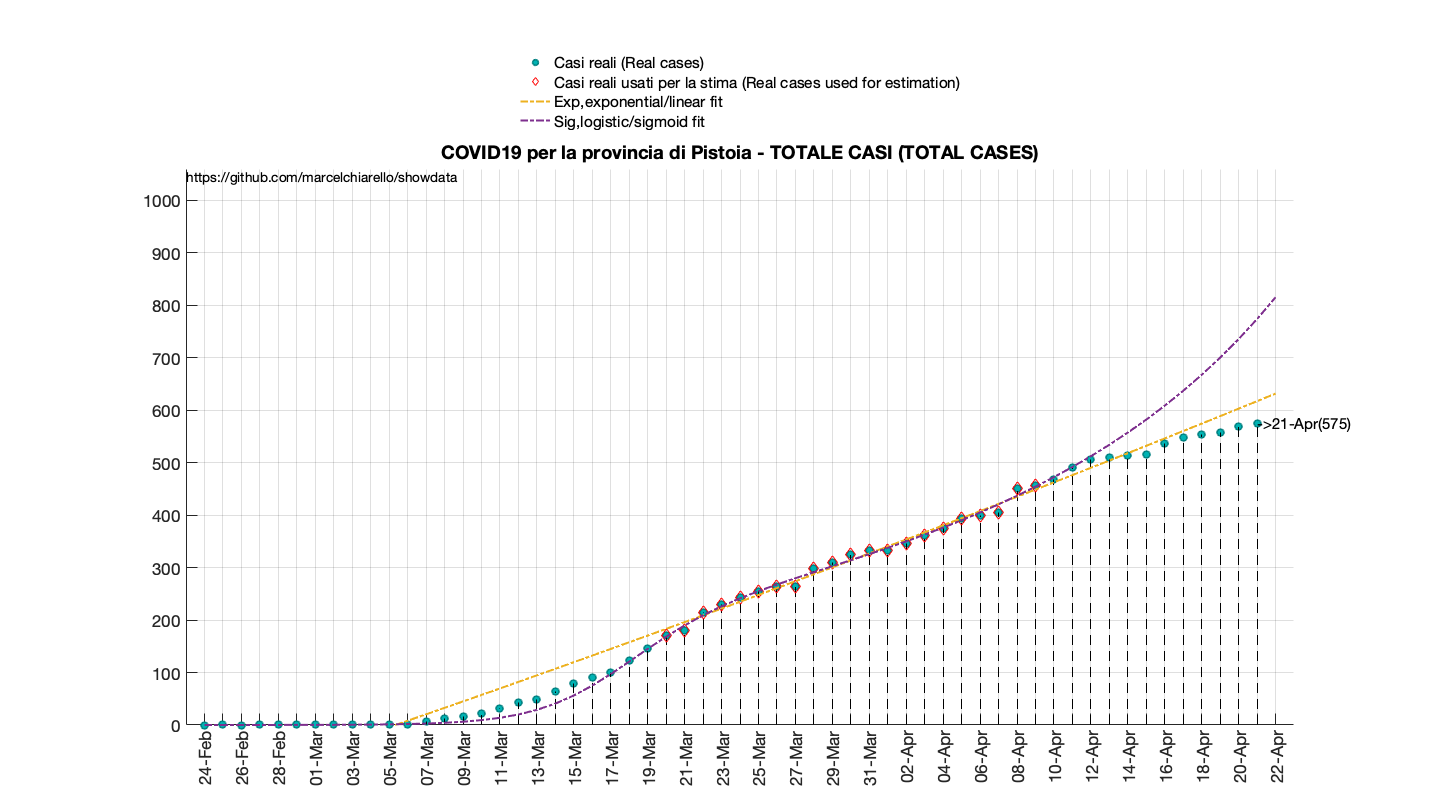 Casi reali (Real cases)
Casi reali usati per la stima (Real cases used for estimation)
Exp,exponential/linear fit
Sig,logistic/sigmoid fit
COVID19 per la provincia di Pistoia - TOTALE CASI (TOTAL CASES)
https://github.com/marcelchiarello/showdata
1000
900
800
700
600
500
400
300
200
100
0
->21-Apr(575)
24-Feb
26-Feb
28-Feb
01-Mar
03-Mar
05-Mar
07-Mar
09-Mar
11-Mar
13-Mar
15-Mar
17-Mar
19-Mar
21-Mar
23-Mar
25-Mar
27-Mar
29-Mar
31-Mar
02-Apr
04-Apr
06-Apr
08-Apr
10-Apr
12-Apr
14-Apr
16-Apr
18-Apr
20-Apr
22-Apr